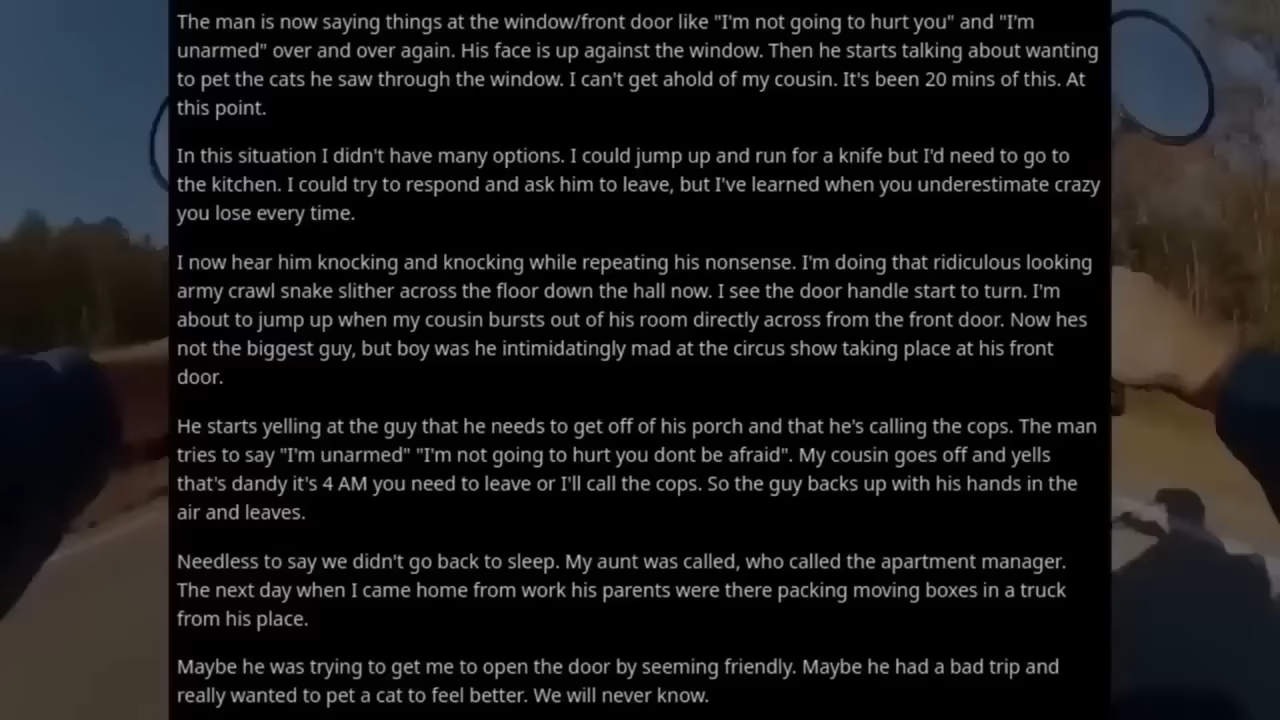 The man is now saying things at the window/front door like "I'm not going to hurt you" and "I'm
unarmed" over and over again. His face is up against the window. Then he starts talking about wanting
to pet the cats he saw through the window. I can't get ahold of my cousin. It's been 20 mins of this. At
this point.
In this situation I didn't have many options. I could jump up and run for a knife but I'd need to go to
the kitchen. I could try to respond and ask him to leave, but I've learned when you underestimate crazy
you lose every time.
I now hear him knocking and knocking while repeating his nonsense. I'm doing that ridiculous looking
army crawl snake slither across the floor down the hall now. I see the door handle start to turn. I'm
about to jump up when my cousin bursts out of his room directly across from the front door. Now hes
not the biggest guy, but boy was he intimidatingly mad at the circus show taking place at his front
door.
He starts yelling at the guy that he needs to get off of his porch and that he's calling the cops. The man
tries to say "I'm unarmed" "I'm not going to hurt you dont be afraid". My cousin goes off and yells
that's dandy it's 4 AM you need to leave or I'll call the cops. So the guy backs up with his hands in the
air and leaves.
Needless to say we didn't go back to sleep. My aunt was called, who called the apartment manager.
The next day when I came home from work his parents were there packing moving boxes in a truck
from his place.
Maybe he was trying to get me to open the door by seeming friendly. Maybe he had a bad trip and
really wanted to pet a cat to feel better. We will never know.